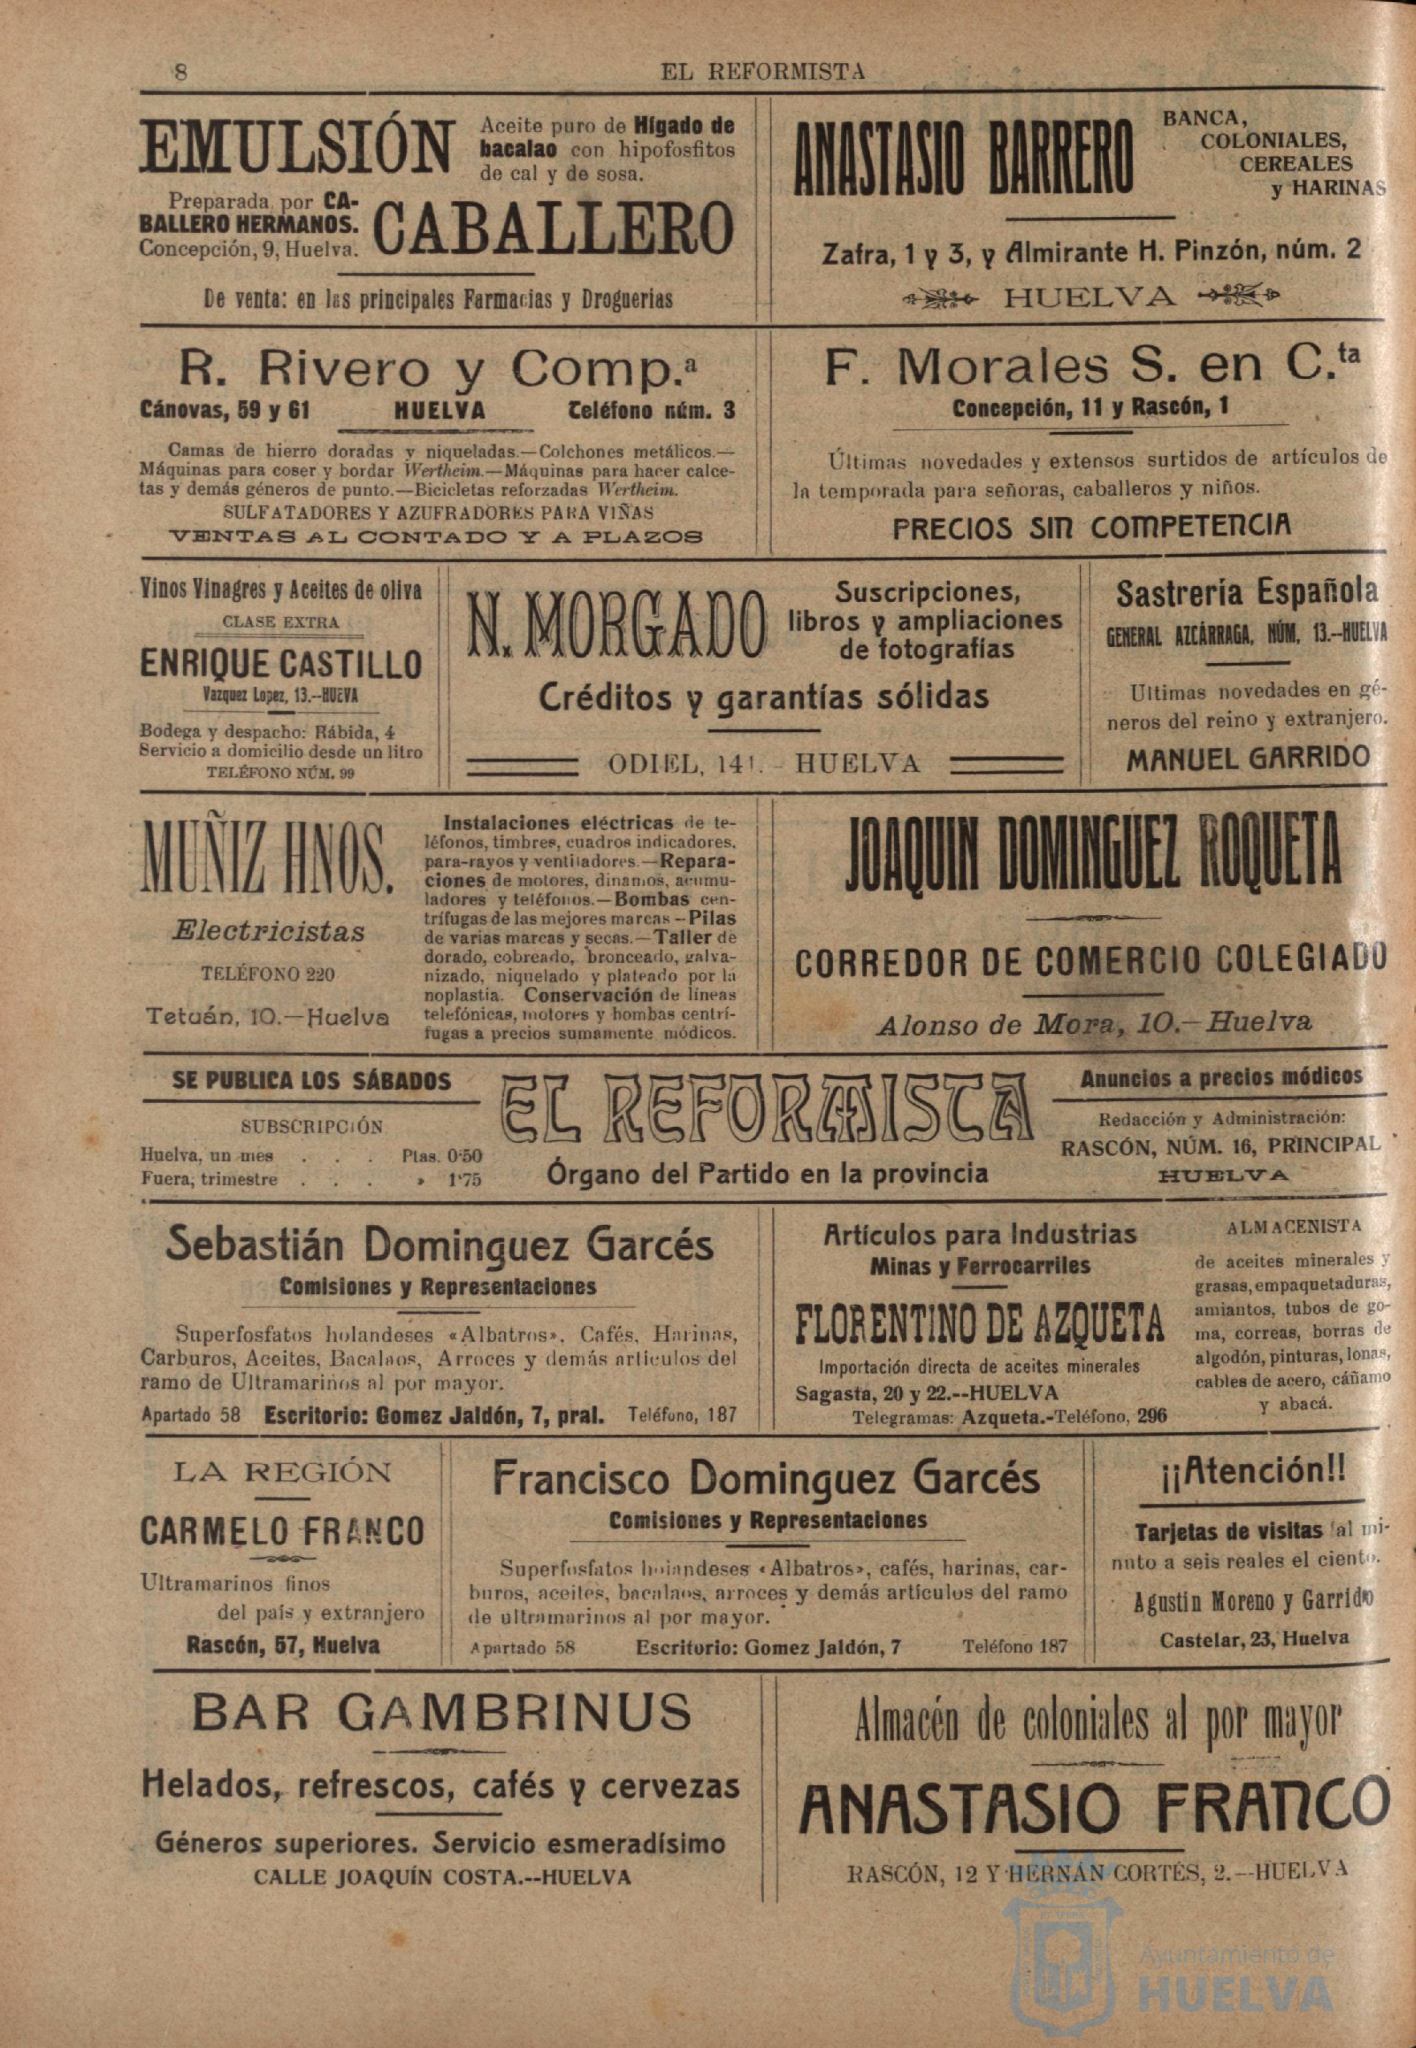 8
EL REFORMISTA
EMULSIÓN
Aceite puro de Hígado de
bacalao con hipofosfitos
de cal y de sosa.
Preparada por CA-
BALLERO HERMANOS.
Concepción, 9, Huelva.
CABALLERO
De venta: en las principales Farmacias y Droguerias
ANASTASIO BARRERO
BANCA,
COLONIALES,
CEREALES
y HARINAS
Zafra, 1 y 3, y Almirante H. Pinzón, núm. 2
HUELVA
R. Rivero y Comp.ª
Cánovas, 59 y 61 HUELVA Teléfono núm. 3
Camas de hierro doradas y niqueladas.—Colchones metálicos.—
Máquinas para coser y bordar Wertheim.—Máquinas para hacer calce-
tas y demás géneros de punto.—Bicicletas reforzadas Wertheim.
SULFATADORES Y AZUFRADORES PARA VIÑAS
VENTAS AL CONTADO Y A PLAZOS
F. Morales S. en C.ta
Concepción, 11 y Rascón, 1
Últimas novedades y extensos surtidos de artículos de
la temporada para señoras, caballeros y niños.
PRECIOS SIN COMPETENCIA
Vinos Vinagres y Aceites de oliva
CLASE EXTRA
ENRIQUE CASTILLO
Vazquez Lopez, 13.--HUEVA
Bodega y despacho: Rábida, 4
Servicio a domicilio desde un litro
TELÉFONO NÚM. 99
N. MORGADO
Suscripciones,
libros y ampliaciones
de fotografías
Créditos y garantías sólidas
ODIEL, 141. - HUELVA
Sastrería Española
GENERAL AZCÁRRAGA, NÚM, 13.--HUELVA
Ultimas novedades en gé-
neros del reino y extranjero.
MANUEL GARRIDO
MUÑIZ HNOS.
Electricistas
TELÉFONO 220
Tetuán, 10.—Huelva
Instalaciones eléctricas de te-
léfonos, timbres, cuadros indicadores,
para-rayos y ventiladores.—Repara-
ciones de motores, dinamos, acumu-
ladores y teléfonos.—Bombas cen-
trífugas de las mejores marcas—Pilas
de varias marcas y secas.—Taller de
dorado, cobreado, bronceado, galva-
nizado, niquelado y plateado por la
noplastia. Conservación de líneas
telefónicas, motores y bombas centrí-
fugas a precios sumamente módicos.
JOAQUIN DOMINGUEZ ROQUETA
CORREDOR DE COMERCIO COLEGIADO
Alonso de Mora, 10.—Huelva
SE PUBLICA LOS SÁBADOS
SUBSCRIPCIÓN
Huelva, un mes . . . Ptas. 0'50
Fuera, trimestre . . . » 1'75
EL REFORMISTA
Órgano del Partido en la provincia
Anuncios a precios módicos
Redacción y Administración:
RASCÓN, NÚM. 16, PRINCIPAL
HUELVA
Sebastián Dominguez Garcés
Comisiones y Representaciones
Superfosfatos holandeses «Albatros», Cafés, Harinas,
Carburos, Aceites, Bacalaos, Arroces y demás artículos del
ramo de Ultramarinos al por mayor.
Apartado 58 Escritorio: Gomez Jaldón, 7, pral. Teléfono, 187
Artículos para Industrias
Minas y Ferrocarriles
FLORENTINO DE AZQUETA
Importación directa de aceites minerales
Sagasta, 20 y 22.--HUELVA
Telegramas: Azqueta.-Teléfono, 296
ALMACENISTA
de aceites minerales y
grasas, empaquetaduras,
amiantos, tubos de go-
ma, correas, borras de
algodón, pinturas, lonas,
cables de acero, cáñamo
y abacá.
LA REGIÓN
CARMELO FRANCO
Ultramarinos finos
del país y extranjero
Rascón, 57, Huelva
Francisco Dominguez Garcés
Comisiones y Representaciones
Superfosfatos holandeses «Albatros», cafés, harinas, car-
buros, aceites, bacalaos, arroces y demás artículos del ramo
de ultramarinos al por mayor.
Apartado 58 Escritorio: Gomez Jaldón, 7 Teléfono 187
¡¡Atención!!
Tarjetas de visitas al mi-
nuto a seis reales el ciento.
Agustin Moreno y Garrido
Castelar, 23, Huelva
BAR GAMBRINUS
Helados, refrescos, cafés y cervezas
Géneros superiores. Servicio esmeradísimo
CALLE JOAQUÍN COSTA.--HUELVA
Almacén de coloniales al por mayor
ANASTASIO FRANCO
RASCÓN, 12 Y HERNÁN CORTÉS, 2.--HUELVA
Ayuntamiento de
HUELVA